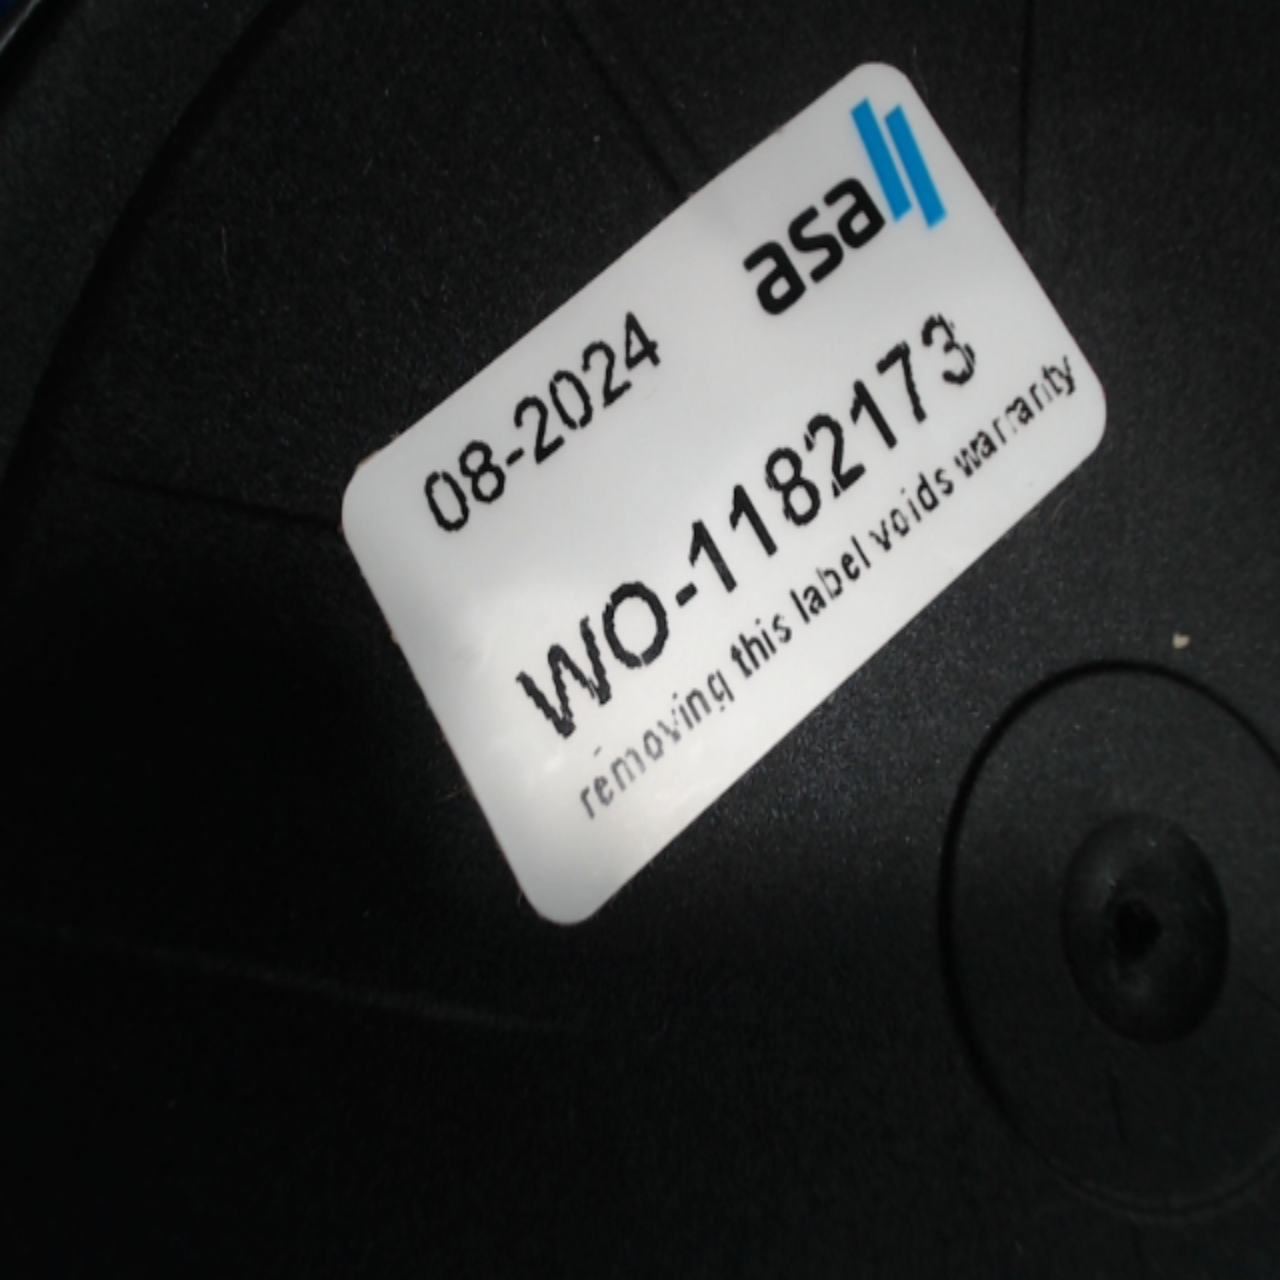 asa
08-2024
WO-1182173
removing this label voids warranty